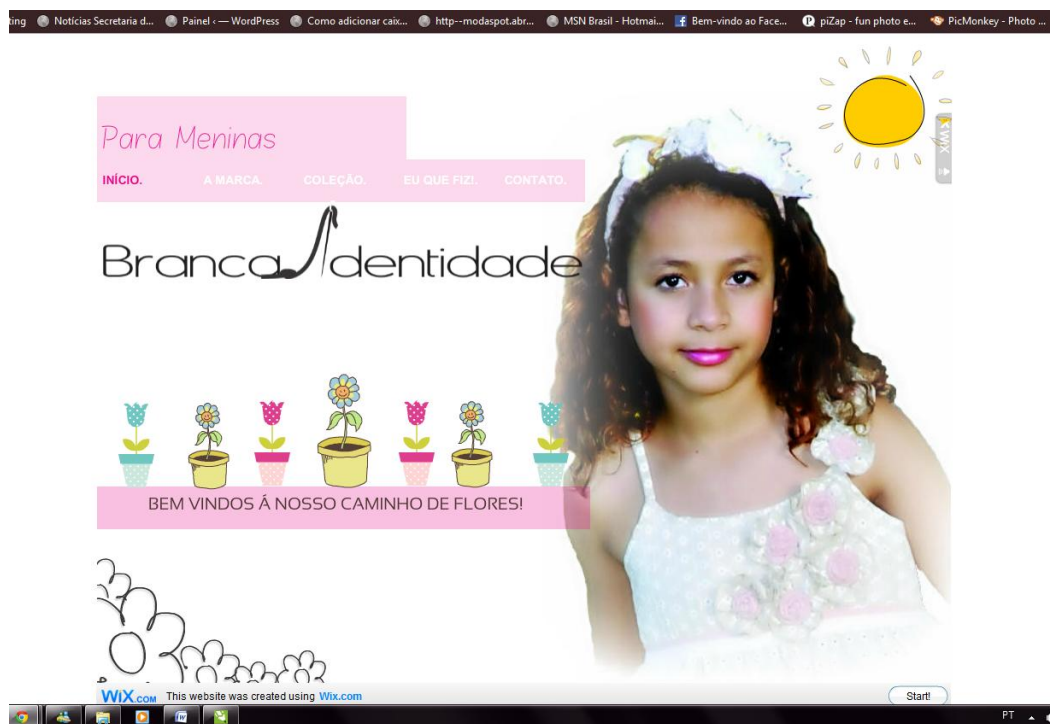 ting Notícias Secretaria d... Painel ‹ — WordPress Como adicionar caix... http--modaspot.abr... MSN Brasil - Hotmai... Bem-vindo ao Face... piZap - fun photo e... PicMonkey - Photo ...
Para Meninas
INÍCIO. A MARCA. COLEÇÃO. EU QUE FIZ!. CONTATO.
WiX
Branca Identidade
BEM VINDOS Á NOSSO CAMINHO DE FLORES!
WiX.com This website was created using Wix.com Start!
PT